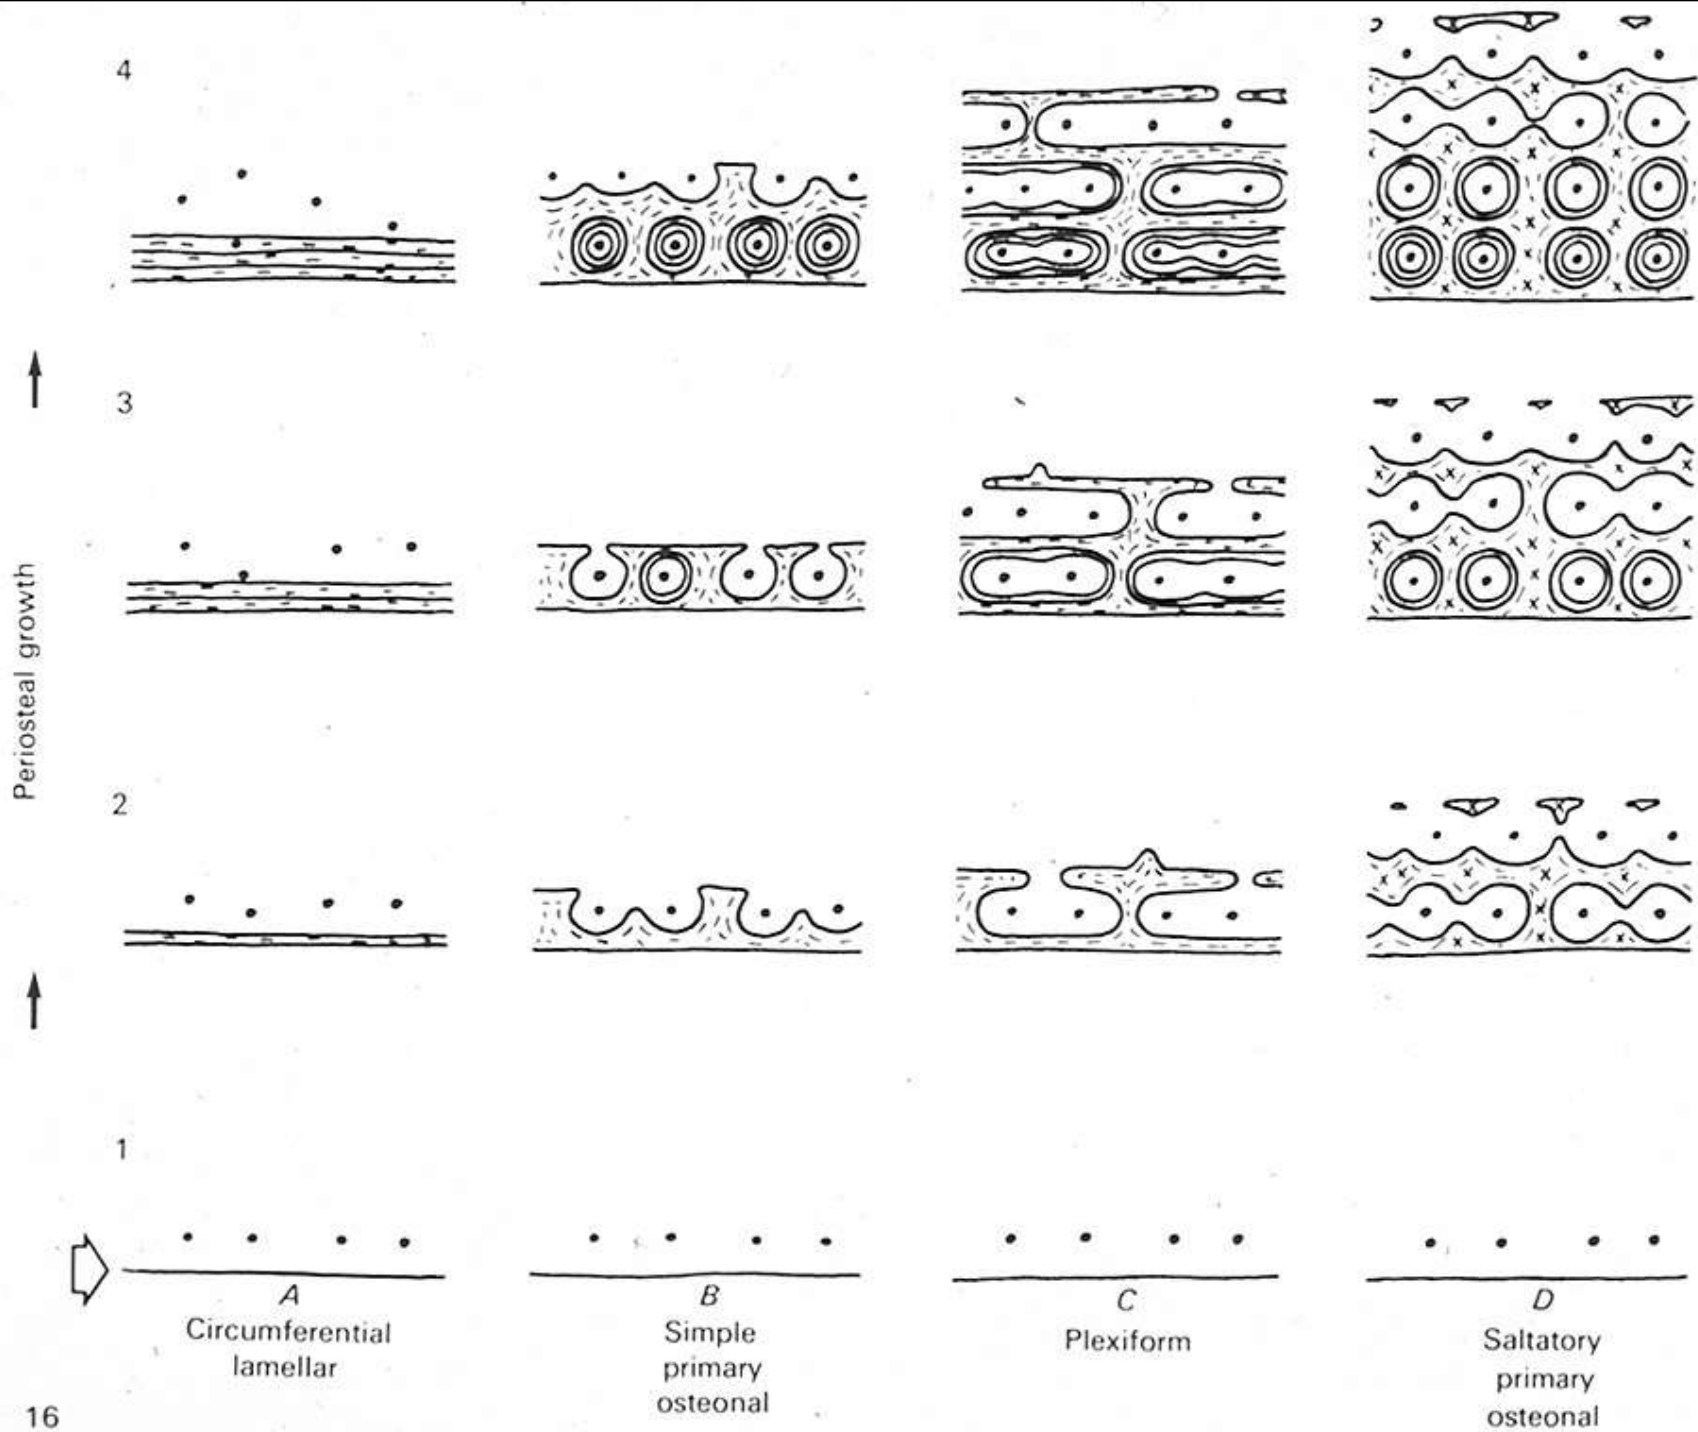 4
3
Periosteal growth
2
1
A
Circumferential
lamellar
B
Simple
primary
osteonal
C
Plexiform
D
Saltatory
primary
osteonal
16